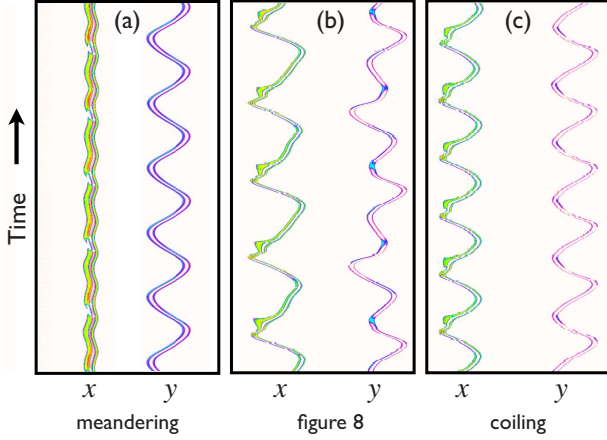 (a)
(b)
(c)
Time
x y
x y
x y
meandering
figure 8
coiling